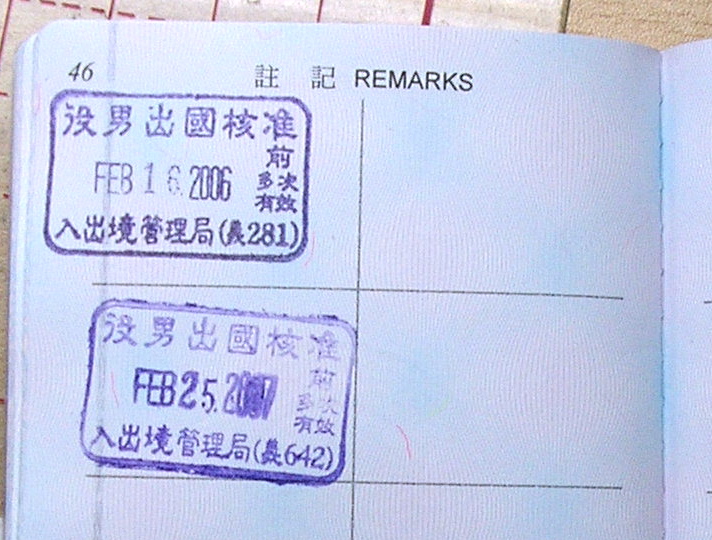 46
註 記 REMARKS
役男出國核准
FEB 16.2006
前
多次
有效
入出境管理局(義281)
役男出國核准
FEB 25.2007
前
多次
有效
入出境管理局(義642)